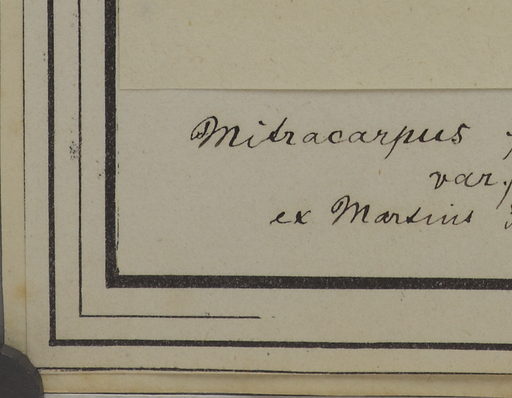 Mitracarpus
var.
ex Martius